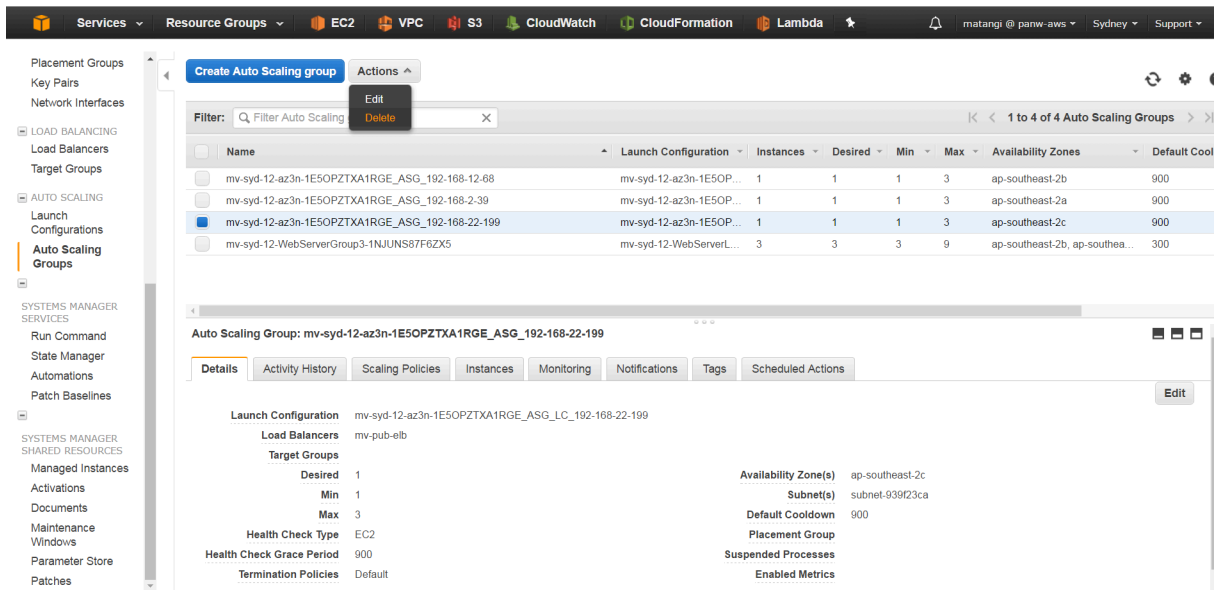 Services Resource Groups EC2 VPC S3 CloudWatch CloudFormation Lambda matangi @ panw-aws Sydney Support
Placement Groups
Key Pairs
Network Interfaces
LOAD BALANCING
Load Balancers
Target Groups
AUTO SCALING
Launch
Configurations
Auto Scaling
Groups
SYSTEMS MANAGER
SERVICES
Run Command
State Manager
Automations
Patch Baselines
SYSTEMS MANAGER
SHARED RESOURCES
Managed Instances
Activations
Documents
Maintenance
Windows
Parameter Store
Patches
Create Auto Scaling group Actions
Edit
Delete
Filter: Filter Auto Scaling 1 to 4 of 4 Auto Scaling Groups
Name Launch Configuration Instances Desired Min Max Availability Zones Default Cool
mv-syd-12-az3n-1E5OPZTXA1RGE_ASG_192-168-12-68 mv-syd-12-az3n-1E5OP... 1 1 1 3 ap-southeast-2b 900
mv-syd-12-az3n-1E5OPZTXA1RGE_ASG_192-168-2-39 mv-syd-12-az3n-1E5OP... 1 1 1 3 ap-southeast-2a 900
mv-syd-12-az3n-1E5OPZTXA1RGE_ASG_192-168-22-199 mv-syd-12-az3n-1E5OP... 1 1 1 3 ap-southeast-2c 900
mv-syd-12-WebServerGroup3-1NJUNS87F6ZX5 mv-syd-12-WebServerL... 3 3 3 9 ap-southeast-2b, ap-southea... 300
Auto Scaling Group: mv-syd-12-az3n-1E5OPZTXA1RGE_ASG_192-168-22-199
Details Activity History Scaling Policies Instances Monitoring Notifications Tags Scheduled Actions
Edit
Launch Configuration mv-syd-12-az3n-1E5OPZTXA1RGE_ASG_LC_192-168-22-199
Load Balancers mv-pub-elb
Target Groups
Desired 1 Availability Zone(s) ap-southeast-2c
Min 1 Subnet(s) subnet-939f23ca
Max 3 Default Cooldown 900
Health Check Type EC2 Placement Group
Health Check Grace Period 900 Suspended Processes
Termination Policies Default Enabled Metrics